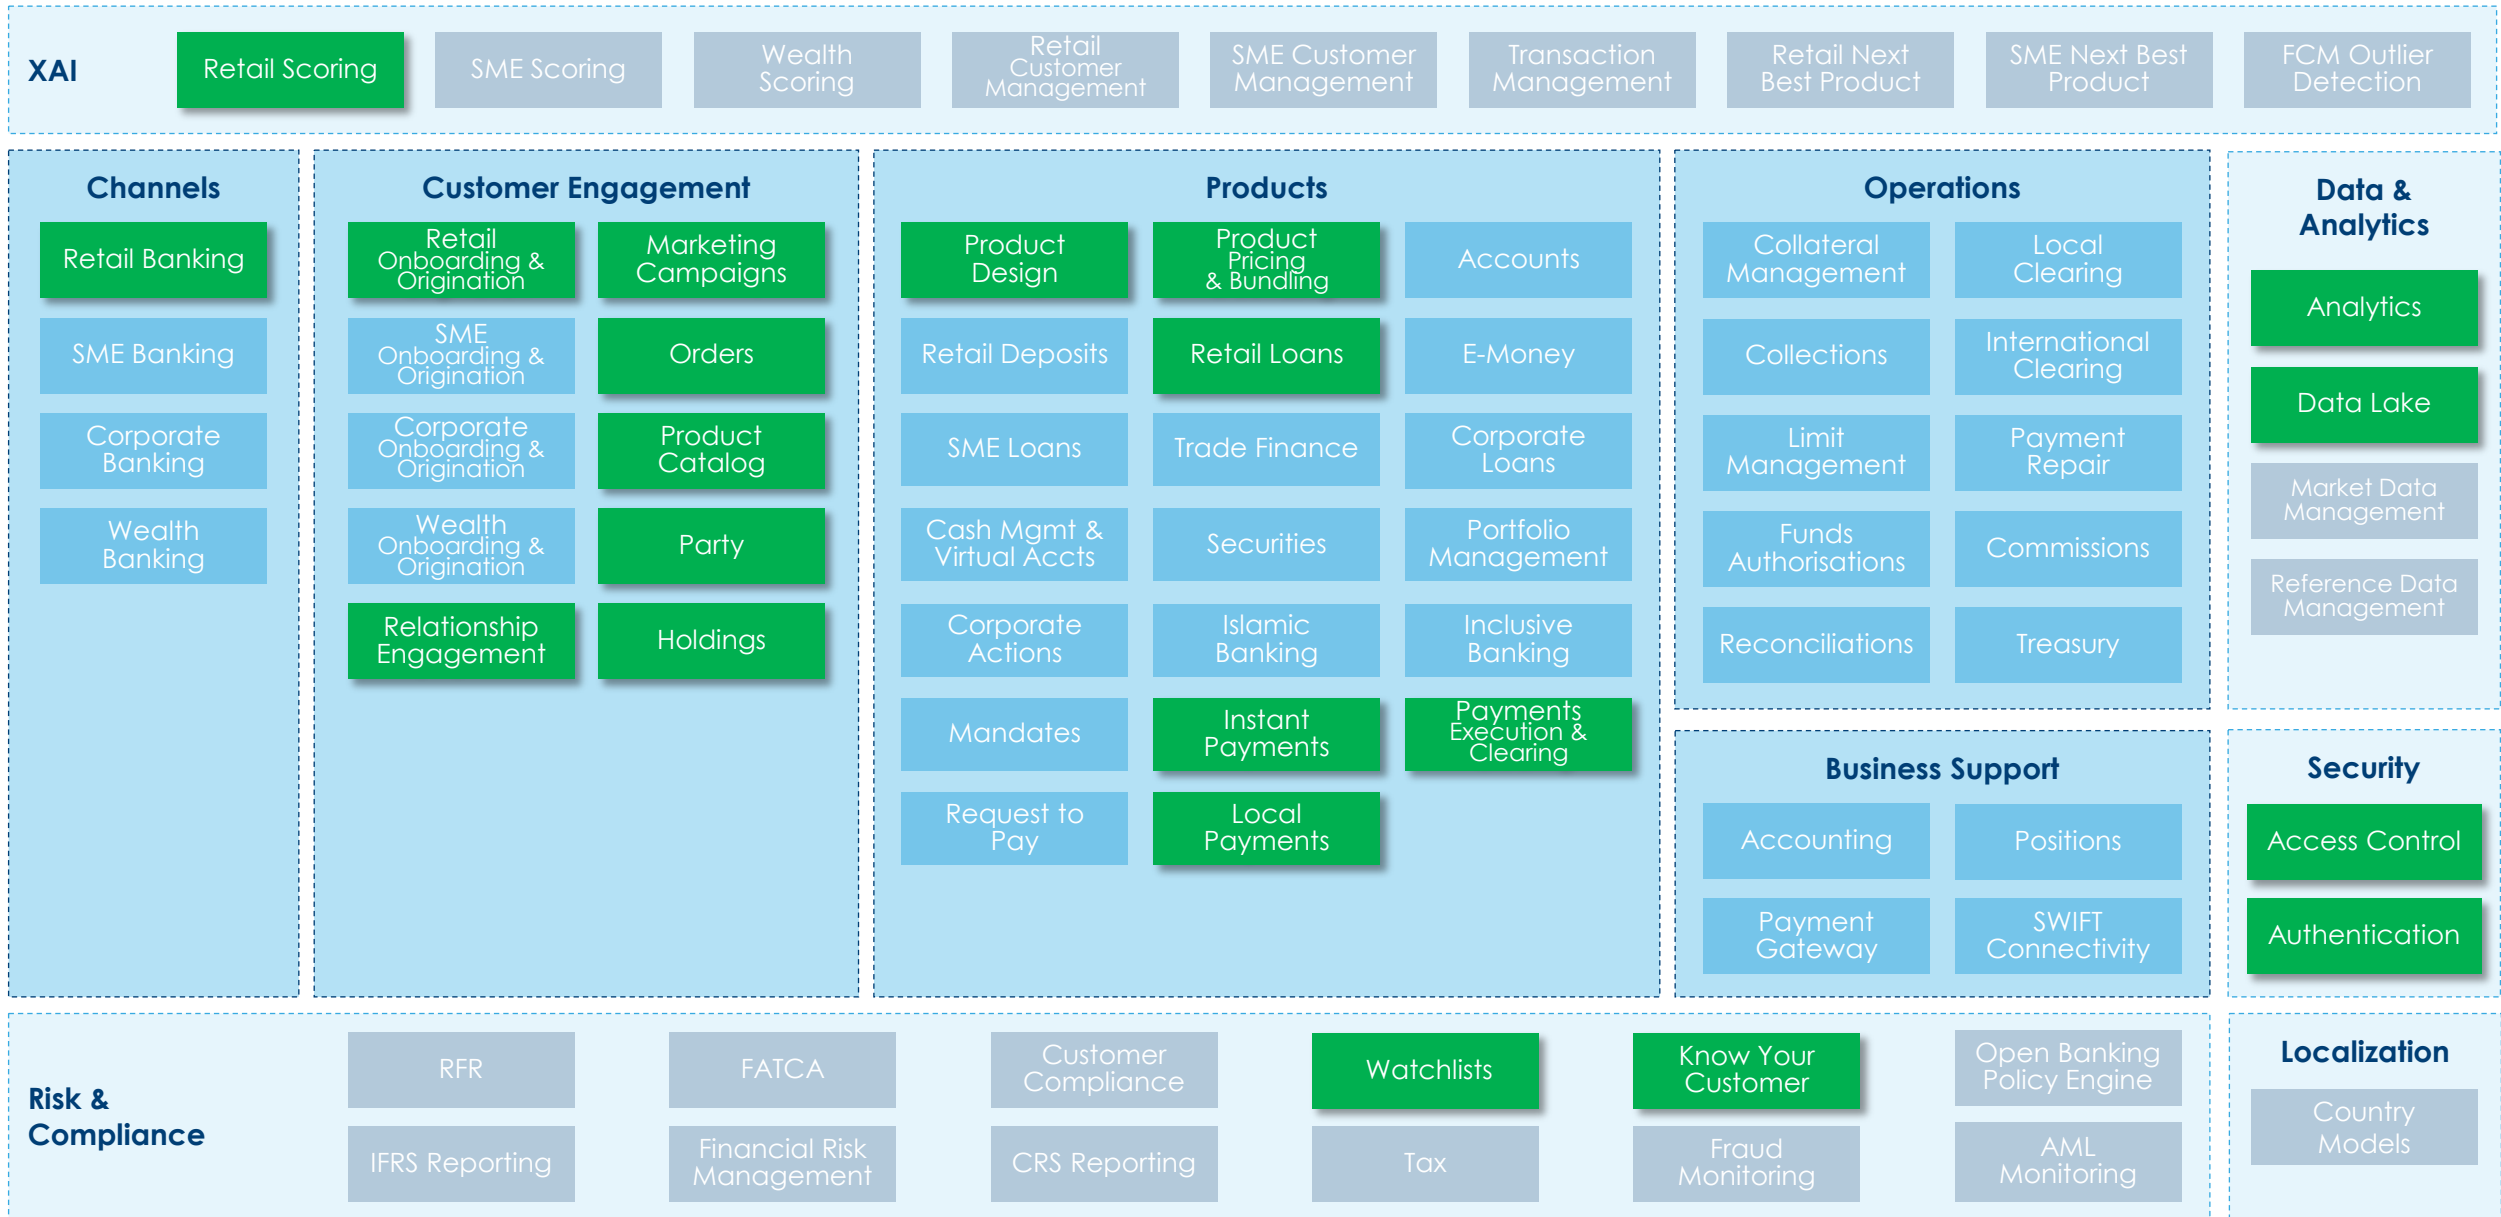 XAI
Retail Scoring
SME Scoring
Wealth
Scoring
Retail
Customer
Management
SME Customer
Management
Transaction
Management
Retail Next
Best Product
SME Next Best
Product
FCM Outlier
Detection
Channels
Retail Banking
SME Banking
Corporate
Banking
Wealth
Banking
Customer Engagement
Retail
Onboarding &
Origination
Marketing
Campaigns
SME
Onboarding &
Origination
Orders
Corporate
Onboarding &
Origination
Product
Catalog
Wealth
Onboarding &
Origination
Party
Relationship
Engagement
Holdings
Products
Product
Design
Product
Pricing
& Bundling
Accounts
Retail Deposits
Retail Loans
E-Money
SME Loans
Trade Finance
Corporate
Loans
Cash Mgmt &
Virtual Accts
Securities
Portfolio
Management
Corporate
Actions
Islamic
Banking
Inclusive
Banking
Mandates
Instant
Payments
Payments
Execution &
Clearing
Request to
Pay
Local
Payments
Operations
Collateral
Management
Local
Clearing
Collections
International
Clearing
Limit
Management
Payment
Repair
Funds
Authorisations
Commissions
Reconciliations
Treasury
Business Support
Accounting
Positions
Payment
Gateway
SWIFT
Connectivity
Data &
Analytics
Analytics
Data Lake
Market Data
Management
Reference Data
Management
Security
Access Control
Authentication
Risk &
Compliance
RFR
FATCA
Customer
Compliance
Watchlists
Know Your
Customer
Open Banking
Policy Engine
IFRS Reporting
Financial Risk
Management
CRS Reporting
Tax
Fraud
Monitoring
AML
Monitoring
Localization
Country
Models